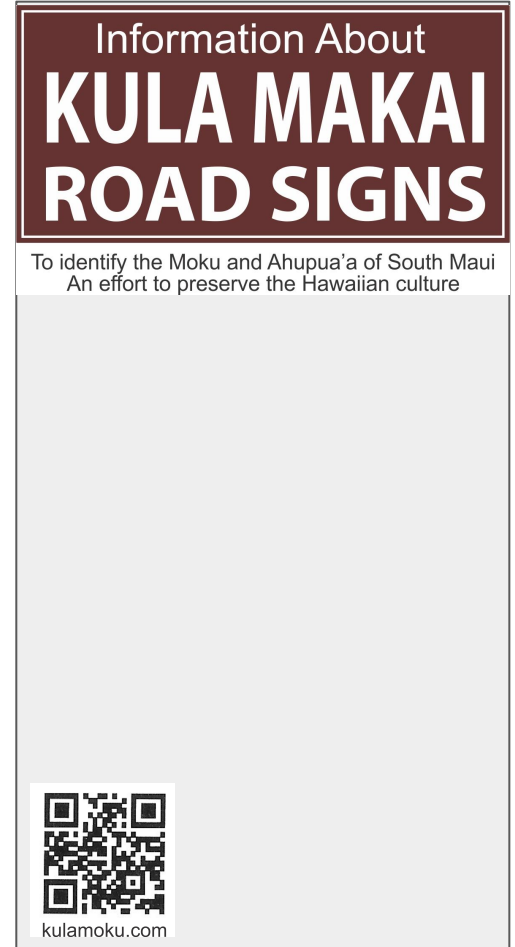 Information About
KULA MAKAI
ROAD SIGNS
To identify the Moku and Ahupua’a of South Maui
An effort to preserve the Hawaiian culture
kulamoku.com